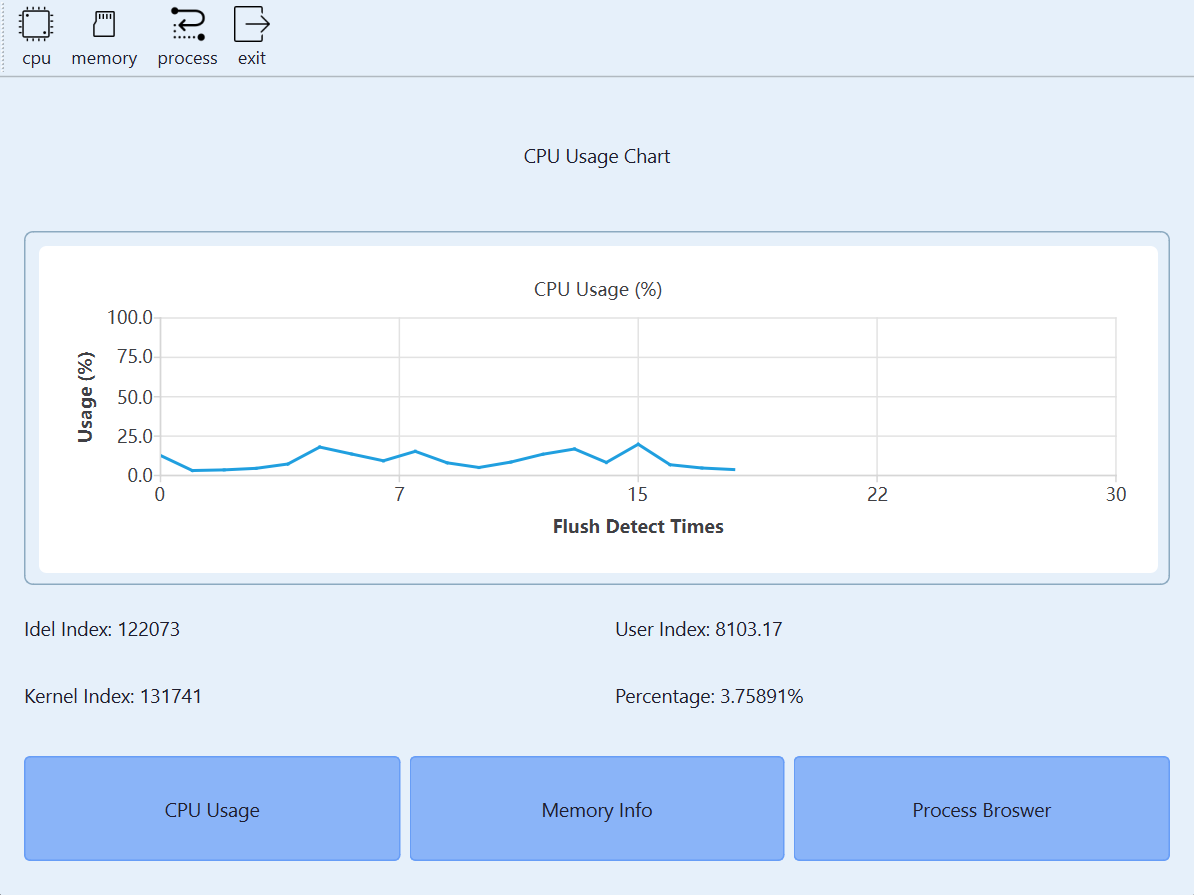 cpu memory process exit
CPU Usage Chart
CPU Usage (%)
100.0
75.0
50.0
25.0
0.0
Usage (%)
0 7 15 22 30
Flush Detect Times
Idel Index: 122073 User Index: 8103.17
Kernel Index: 131741 Percentage: 3.75891%
CPU Usage Memory Info Process Broswer